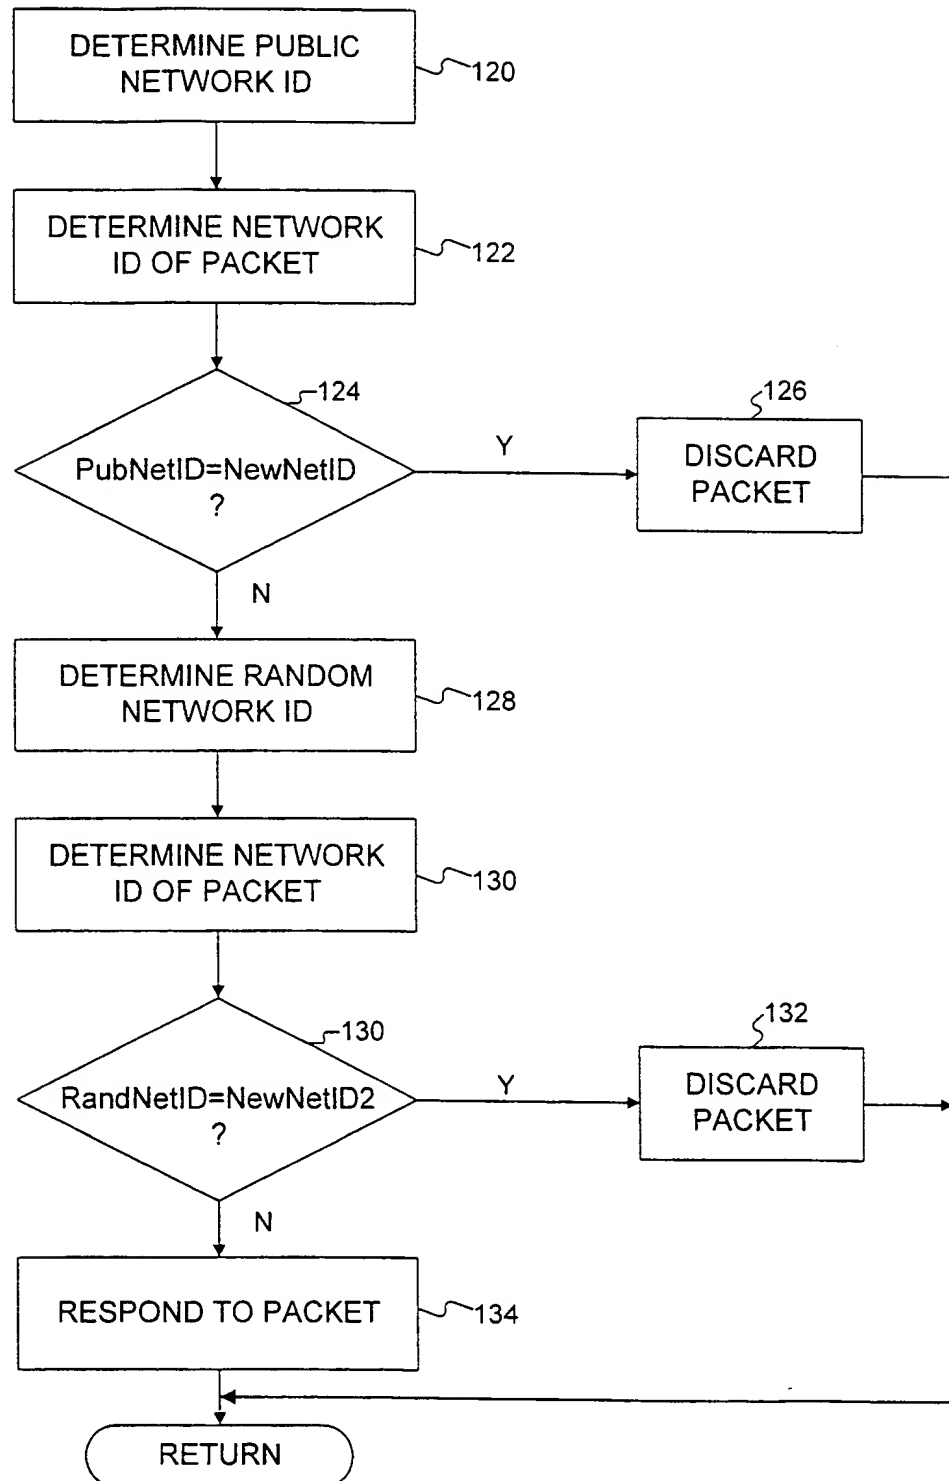 DETERMINE PUBLIC
NETWORK ID
120
DETERMINE NETWORK
ID OF PACKET
122
124
PubNetID=NewNetID
?
Y
126
DISCARD
PACKET
N
DETERMINE RANDOM
NETWORK ID
128
DETERMINE NETWORK
ID OF PACKET
130
130
RandNetID=NewNetID2
?
Y
132
DISCARD
PACKET
N
RESPOND TO PACKET
134
RETURN